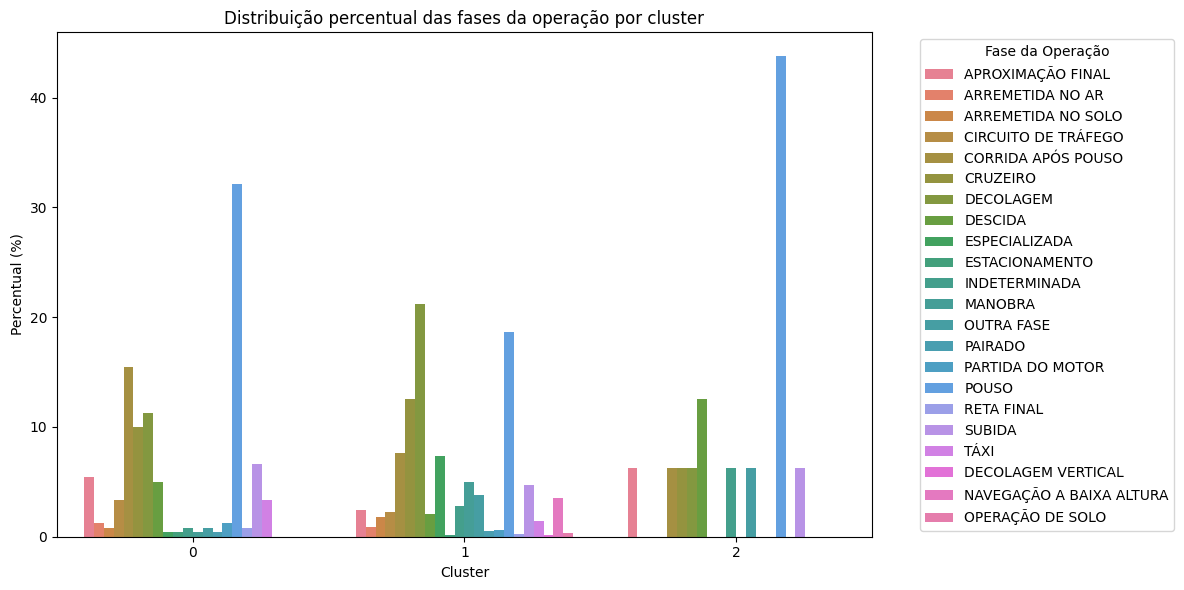 Distribuição percentual das fases da operação por cluster
Percentual (%)
40
30
20
10
0
0
1
2
Cluster
Fase da Operação
APROXIMAÇÃO FINAL
ARREMETIDA NO AR
ARREMETIDA NO SOLO
CIRCUITO DE TRÁFEGO
CORRIDA APÓS POUSO
CRUZEIRO
DECOLAGEM
DESCIDA
ESPECIALIZADA
ESTACIONAMENTO
INDETERMINADA
MANOBRA
OUTRA FASE
PAIRADO
PARTIDA DO MOTOR
POUSO
RETA FINAL
SUBIDA
TÁXI
DECOLAGEM VERTICAL
NAVEGAÇÃO A BAIXA ALTURA
OPERAÇÃO DE SOLO